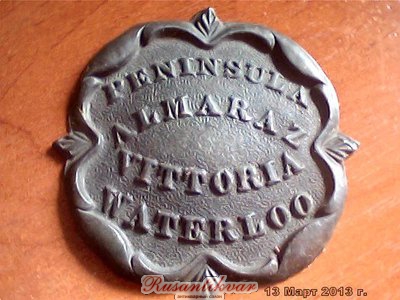 PENINSULA
ALMARAZ
VITTORIA
WATERLOO
Rusantikvar
13 Март 2013 г.